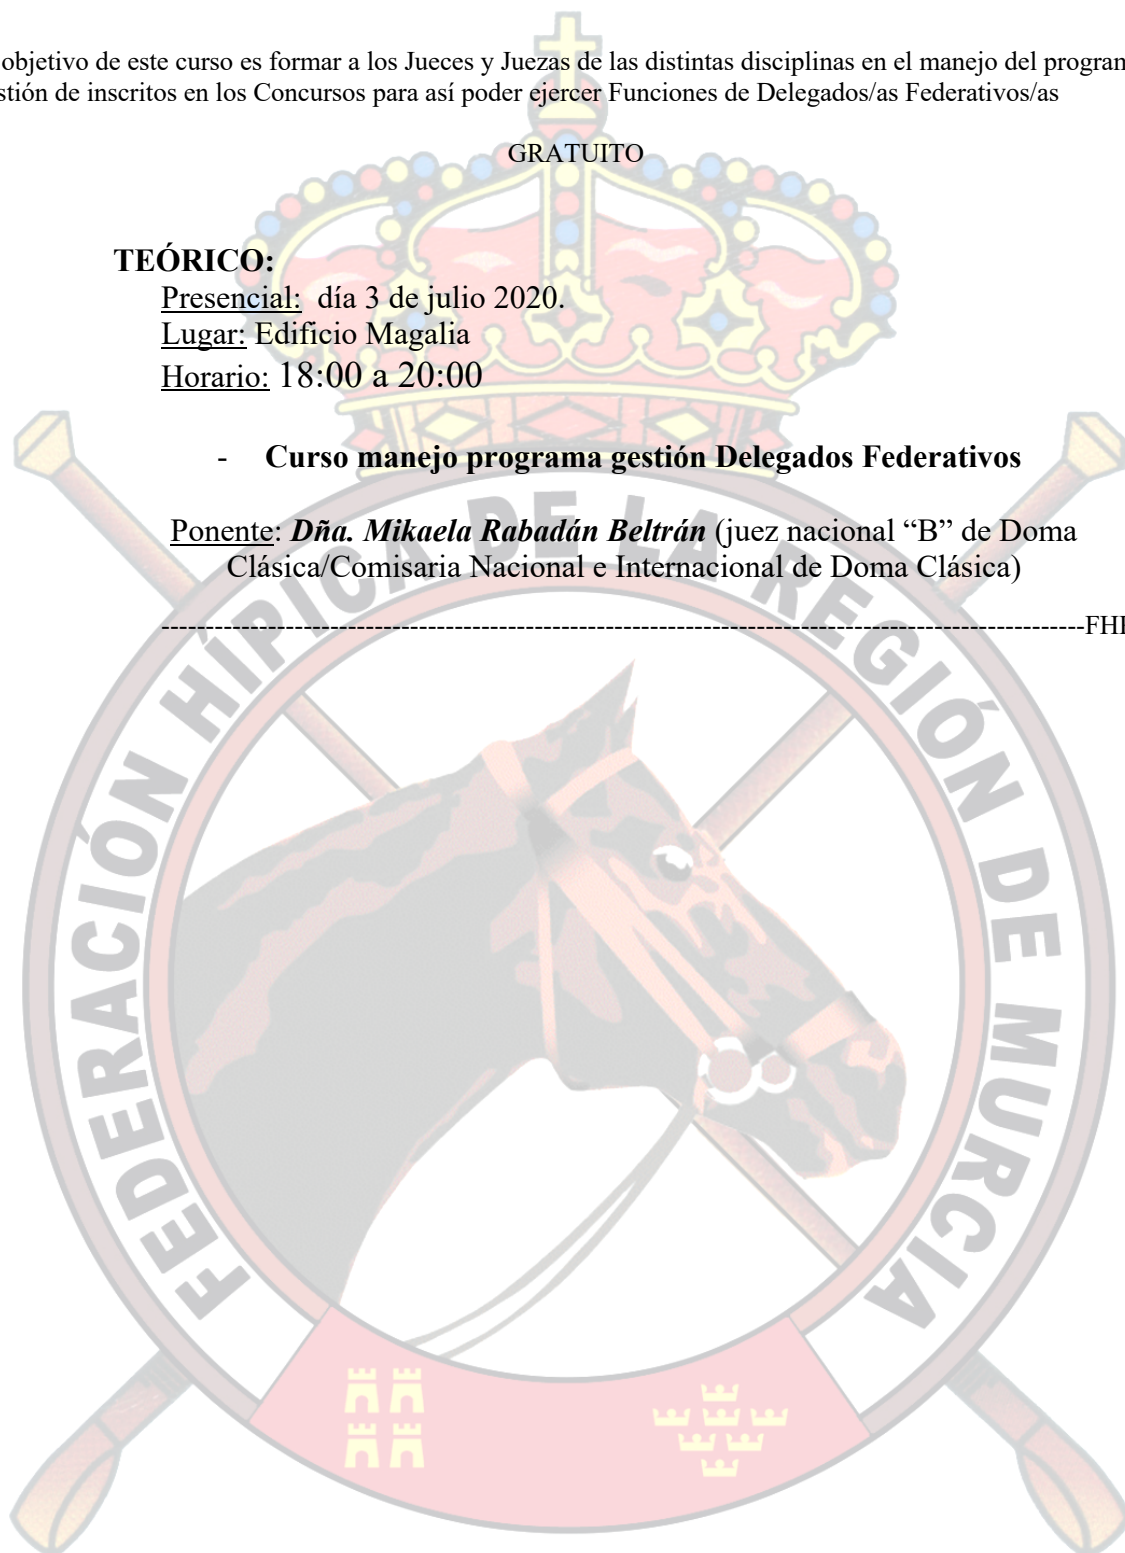 objetivo de este curso es formar a los Jueces y Juezas de las distintas disciplinas en el manejo del program
stión de inscritos en los Concursos para así poder ejercer Funciones de Delegados/as Federativos/as
GRATUITO
TEÓRICO:
Presencial: día 3 de julio 2020.
Lugar: Edificio Magalia
Horario: 18:00 a 20:00
- Curso manejo programa gestión Delegados Federativos
Ponente: Dña. Mikaela Rabadán Beltrán (juez nacional “B” de Doma
Clásica/Comisaria Nacional e Internacional de Doma Clásica)
------------------------------------------------------------------------------------------------------------FHR
FEDERACIÓN HÍPICA DE LA REGIÓN DE MURCIA